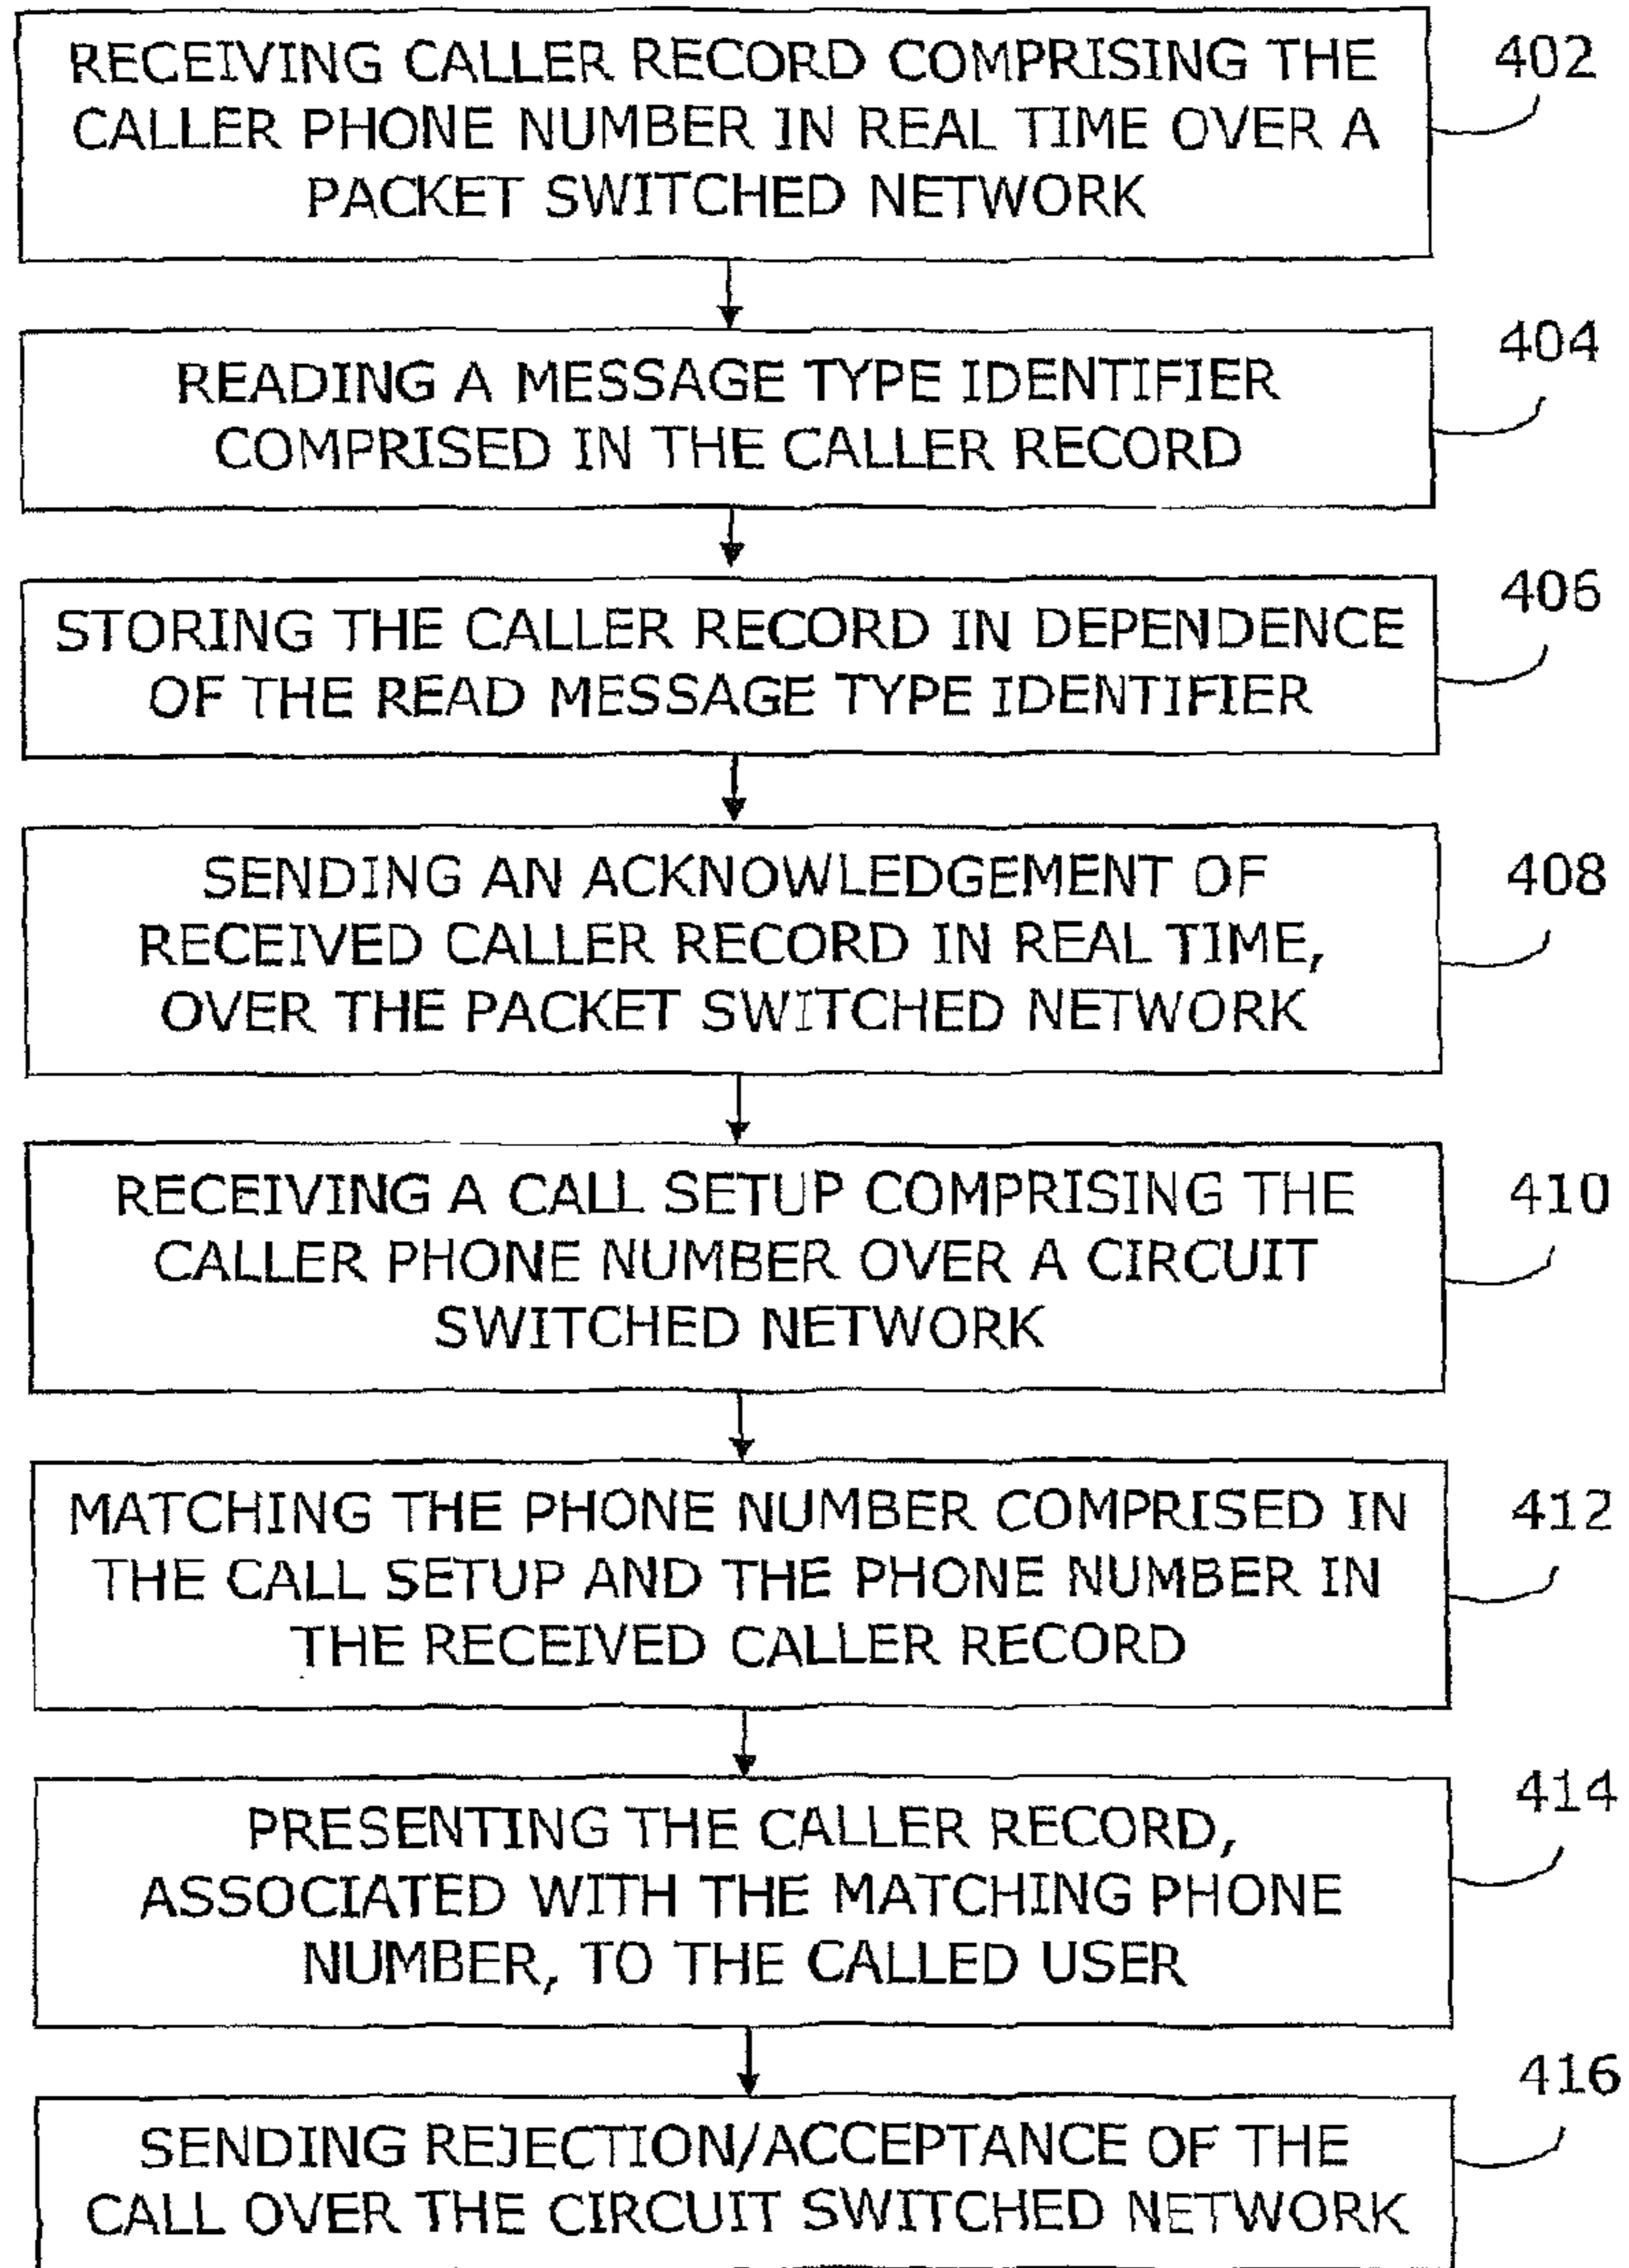 RECEIVING CALLER RECORD COMPRISING THE
CALLER PHONE NUMBER IN REAL TIME OVER A
PACKET SWITCHED NETWORK
402
READING A MESSAGE TYPE IDENTIFIER
COMPRISED IN THE CALLER RECORD
404
STORING THE CALLER RECORD IN DEPENDENCE
OF THE READ MESSAGE TYPE IDENTIFIER
406
SENDING AN ACKNOWLEDGEMENT OF
RECEIVED CALLER RECORD IN REAL TIME,
OVER THE PACKET SWITCHED NETWORK
408
RECEIVING A CALL SETUP COMPRISING THE
CALLER PHONE NUMBER OVER A CIRCUIT
SWITCHED NETWORK
410
MATCHING THE PHONE NUMBER COMPRISED IN
THE CALL SETUP AND THE PHONE NUMBER IN
THE RECEIVED CALLER RECORD
412
PRESENTING THE CALLER RECORD,
ASSOCIATED WITH THE MATCHING PHONE
NUMBER, TO THE CALLED USER
414
SENDING REJECTION/ACCEPTANCE OF THE
CALL OVER THE CIRCUIT SWITCHED NETWORK
416